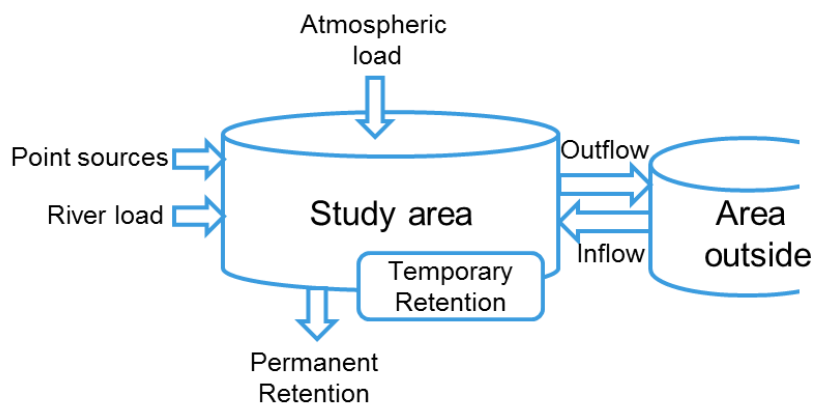 Atmospheric
load
Point sources
Outflow
River load
Study area
Area
outside
Inflow
Temporary
Retention
Permanent
Retention